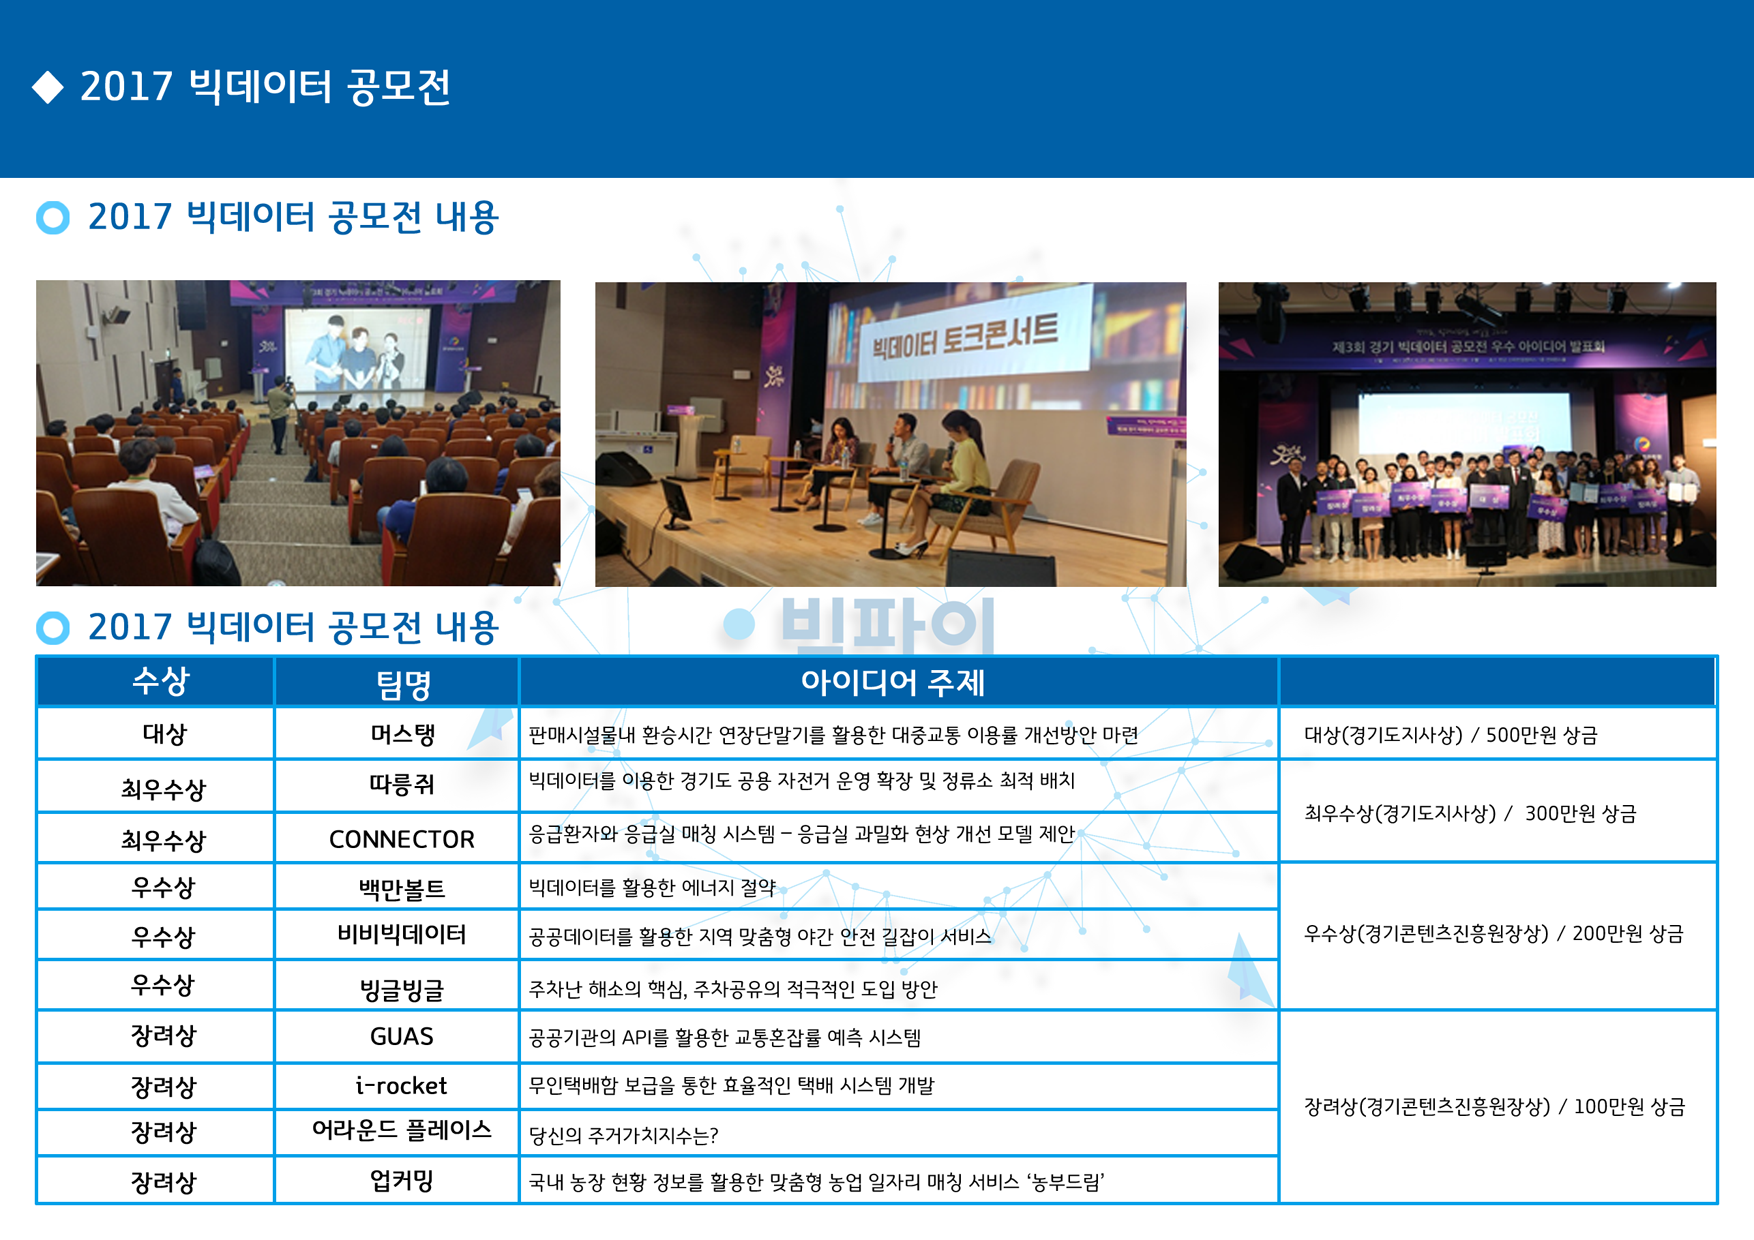 ◆ 2017 빅데이터 공모전
2017 빅데이터 공모전 내용
빅데이터 토크콘서트
제3회 경기 빅데이터 공모전 우수 아이디어 발표회
최우수상
대상
우수상
2017 빅데이터 공모전 내용
빈파이
수상 팀명 아이디어 주제
대상 머스탱 판매시설물내 환승시간 연장단말기를 활용한 대중교통 이용률 개선방안 마련 대상(경기도지사상) / 500만원 상금
최우수상 따릉쥐 빅데이터를 이용한 경기도 공용 자전거 운영 확장 및 정류소 최적 배치
최우수상(경기도지사상) / 300만원 상금
최우수상 CONNECTOR 응급환자와 응급실 매칭 시스템 – 응급실 과밀화 현상 개선 모델 제안
우수상 백만볼트 빅데이터를 활용한 에너지 절약
우수상 비비빅데이터 공공데이터를 활용한 지역 맞춤형 야간 안전 길잡이 서비스 우수상(경기콘텐츠진흥원장상) / 200만원 상금
우수상 빙글빙글 주차난 해소의 핵심, 주차공유의 적극적인 도입 방안
장려상 GUAS 공공기관의 API를 활용한 교통혼잡률 예측 시스템
장려상 i-rocket 무인택배함 보급을 통한 효율적인 택배 시스템 개발
장려상(경기콘텐츠진흥원장상) / 100만원 상금
장려상 어라운드 플레이스 당신의 주거가치지수는?
장려상 업커밍 국내 농장 현황 정보를 활용한 맞춤형 농업 일자리 매칭 서비스 ‘농부드림’